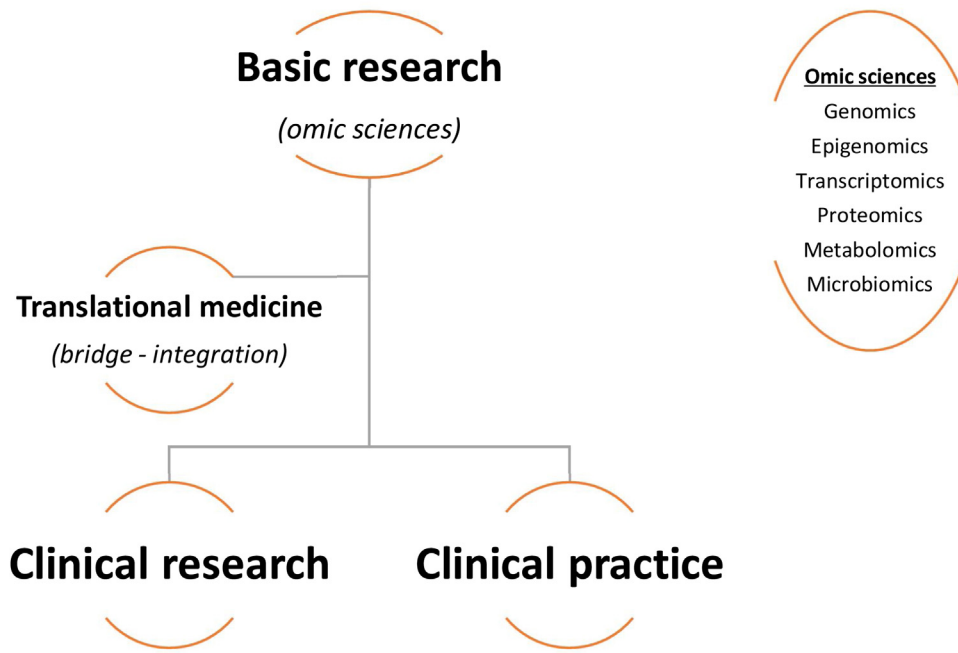 Basic research
(omic sciences)
Omic sciences
Genomics
Epigenomics
Transcriptomics
Proteomics
Metabolomics
Microbiomics
Translational medicine
(bridge - integration)
Clinical research
Clinical practice